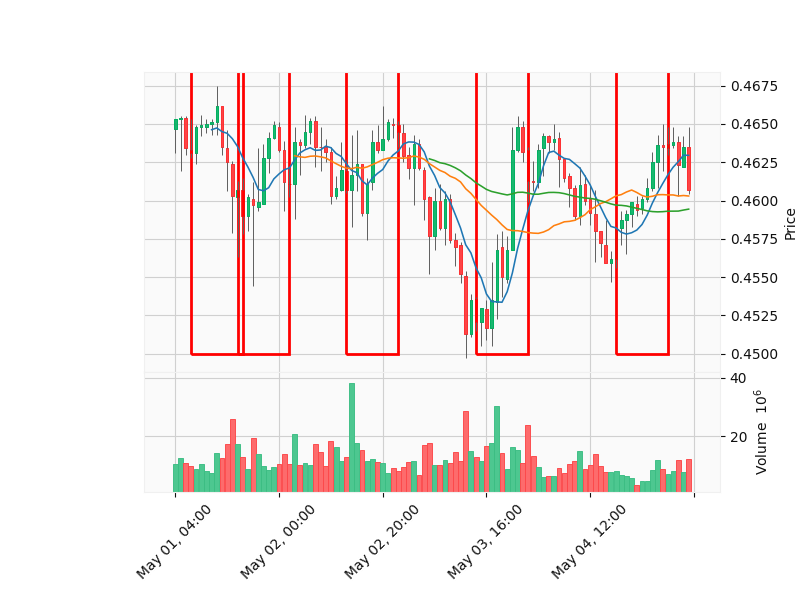 0.4675
0.4650
0.4625
0.4600
0.4575
0.4550
0.4525
0.4500
Price
40
20
Volume 10⁶
May 01, 04:00
May 02, 00:00
May 02, 20:00
May 03, 16:00
May 04, 12:00